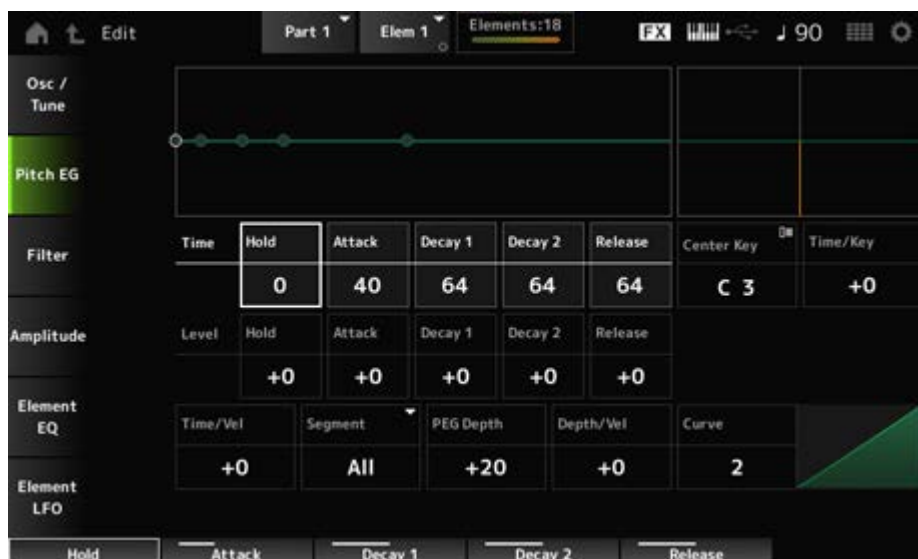 Edit
Part 1
Elem 1
Elements:18
FX
90
Osc /
Tune
Pitch EG
Filter
Amplitude
Element
EQ
Element
LFO
Time Hold Attack Decay 1 Decay 2 Release Center Key Time/Key
0 40 64 64 64 C 3 +0
Level Hold Attack Decay 1 Decay 2 Release
+0 +0 +0 +0 +0
Time/Vel Segment PEG Depth Depth/Vel Curve
+0 All +20 +0 2
Hold Attack Decay 1 Decay 2 Release